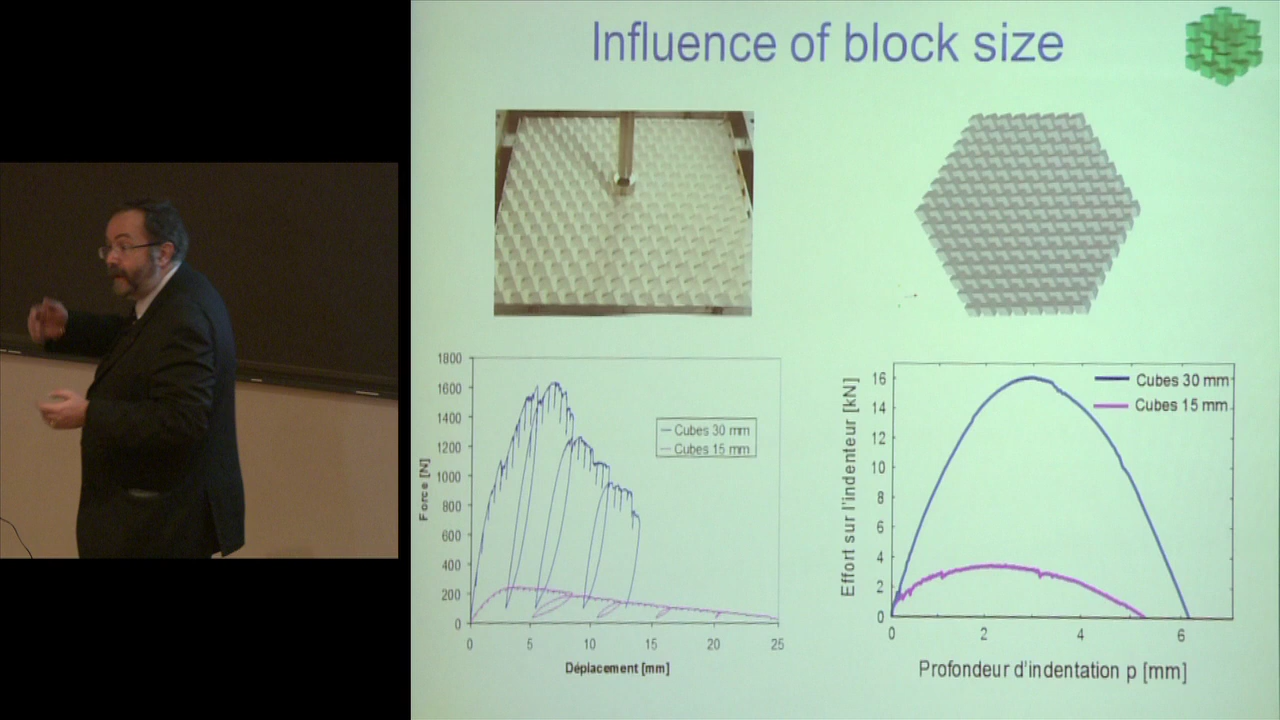 Influence of block size
1800
1600
1400
1200
1000
800
600
400
200
0
Force [N]
Cubes 30 mm
Cubes 15 mm
0 5 10 15 20 25
Déplacement [mm]
16
14
12
10
8
6
4
2
0
Effort sur l'indenteur [kN]
Cubes 30 mm
Cubes 15 mm
0 2 4 6
Profondeur d'indentation p [mm]